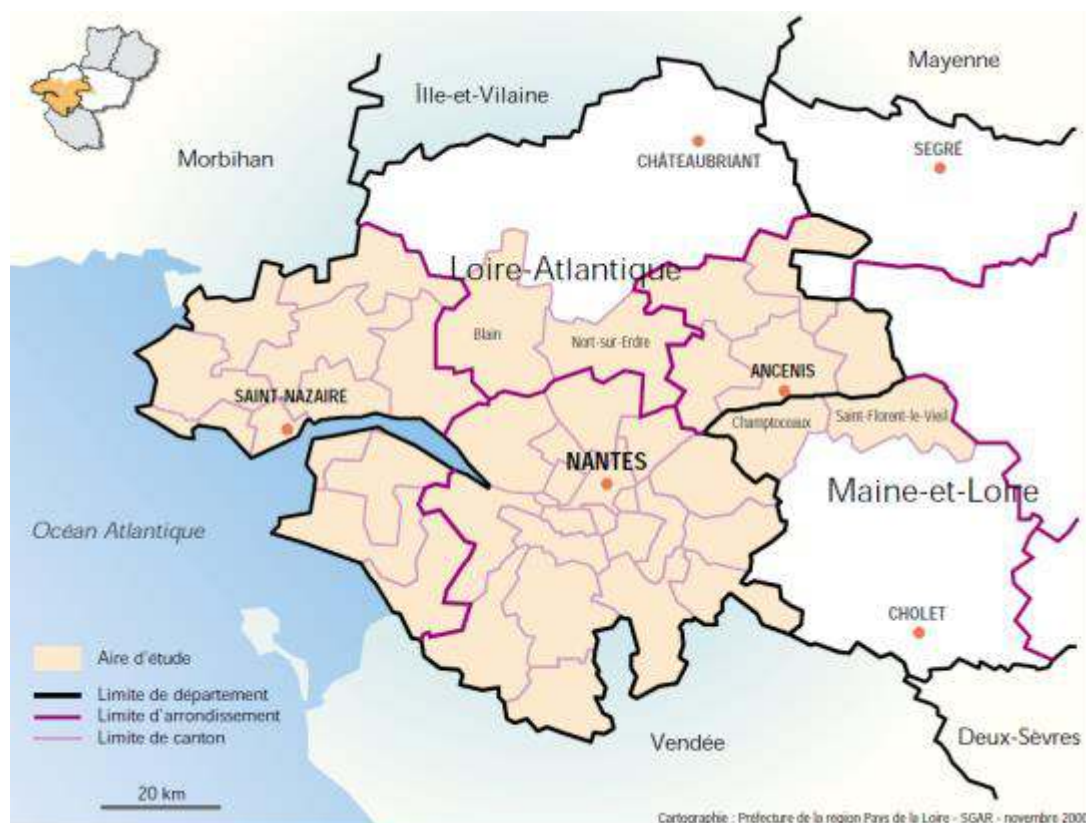 Mayenne
Îlle-et-Vilaine
Morbihan
CHÂTEAUBRIANT
SEGRÉ
Loire-Atlantique
Blain
Nort-sur-Erdre
ANCENIS
SAINT-NAZAIRE
Champtoceaux
Saint-Florent-le-Vieil
NANTES
Maine-et-Loire
Océan Atlantique
CHOLET
Aire d'étude
Limite de département
Limite d'arrondissement
Limite de canton
Vendée
Deux-Sèvres
20 km
Cartographie : Préfecture de la région Pays de la Loire - SGAR - novembre